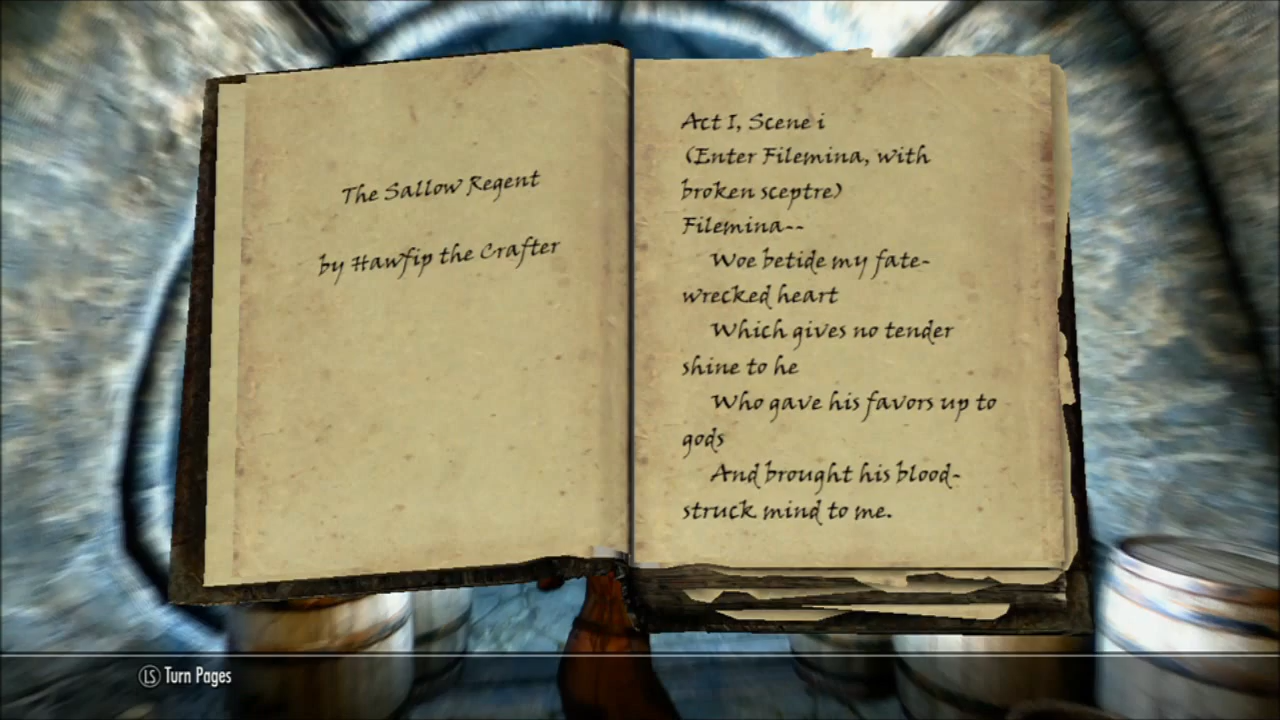 The Sallow Regent
by Hawfip the Crafter
Act I, Scene i
(Enter Filemina, with
broken sceptre)
Filemina--
Woe betide my fate-
wrecked heart
Which gives no tender
shine to he
Who gave his favors up to
gods
And brought his blood-
struck mind to me.
LS Turn Pages